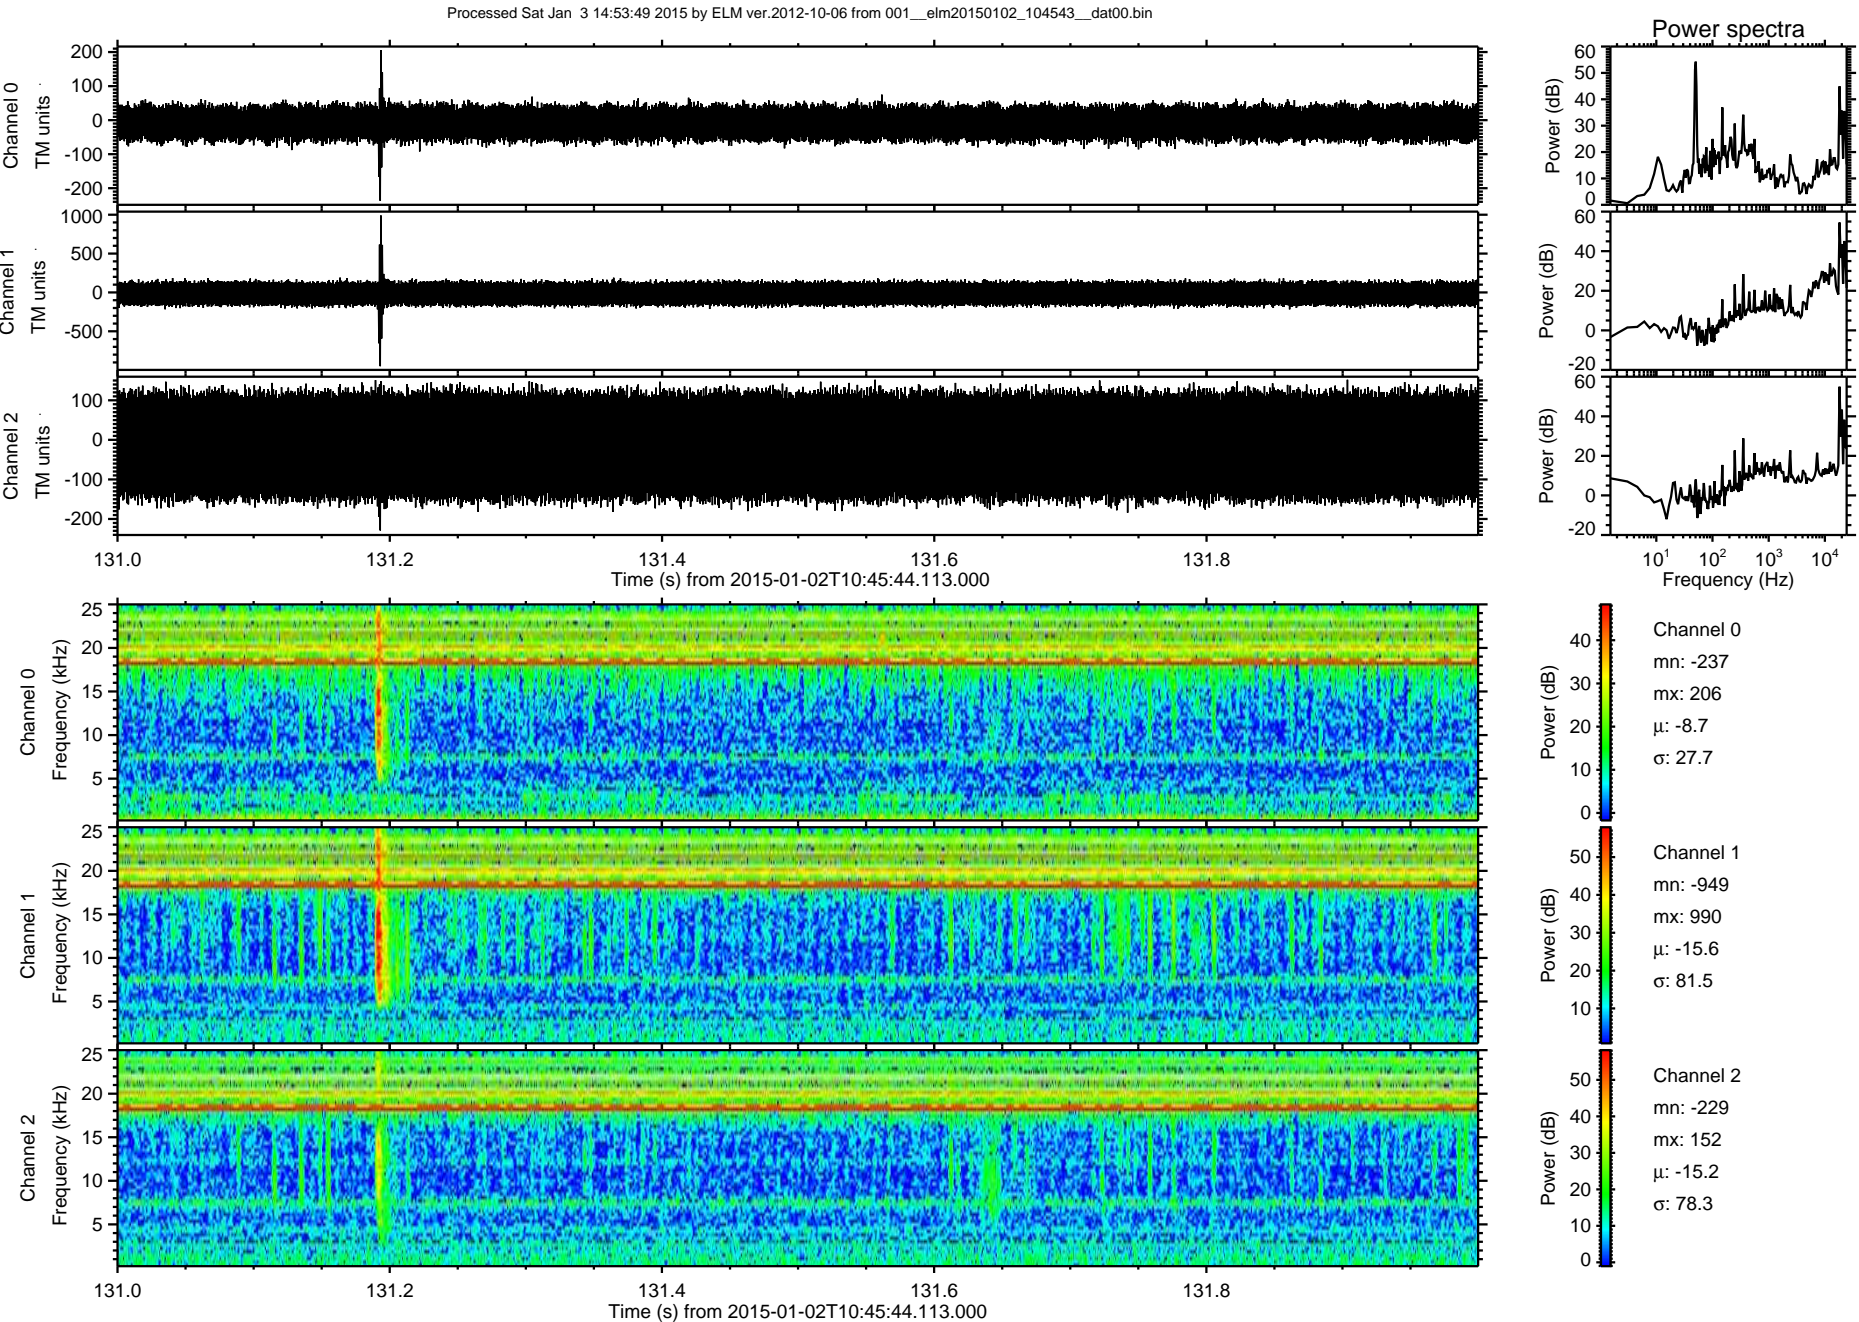 Processed Sat Jan  3 14:53:49 2015 by ELM ver.2012-10-06 from 001__elm20150102_104543__dat00.bin
Power spectra
Channel 0
TM units
200
100
0
-100
-200
Power (dB)
60
50
40
30
20
10
0
Channel 1
TM units
1000
500
0
-500
Power (dB)
60
40
20
0
-20
Channel 2
TM units
100
0
-100
-200
Power (dB)
60
40
20
0
-20
131.0 131.2 131.4 131.6 131.8
Time (s) from 2015-01-02T10:45:44.113.000
10¹ 10² 10³ 10⁴
Frequency (Hz)
Channel 0
Frequency (kHz)
25
20
15
10
5
Power (dB)
40
30
20
10
0
Channel 0
mn: -237
mx: 206
μ: -8.7
σ: 27.7
Channel 1
Frequency (kHz)
25
20
15
10
5
Power (dB)
50
40
30
20
10
Channel 1
mn: -949
mx: 990
μ: -15.6
σ: 81.5
Channel 2
Frequency (kHz)
25
20
15
10
5
Power (dB)
50
40
30
20
10
0
Channel 2
mn: -229
mx: 152
μ: -15.2
σ: 78.3
131.0 131.2 131.4 131.6 131.8
Time (s) from 2015-01-02T10:45:44.113.000